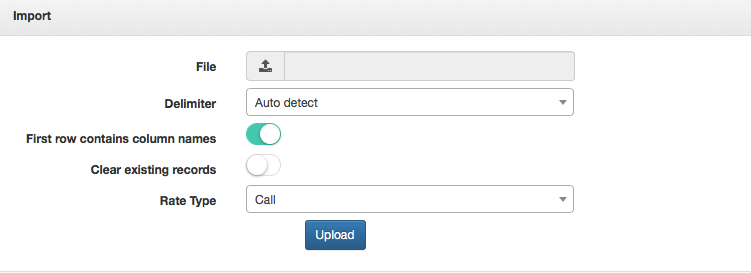 Import
File
Delimiter Auto detect
First row contains column names
Clear existing records
Rate Type Call
Upload